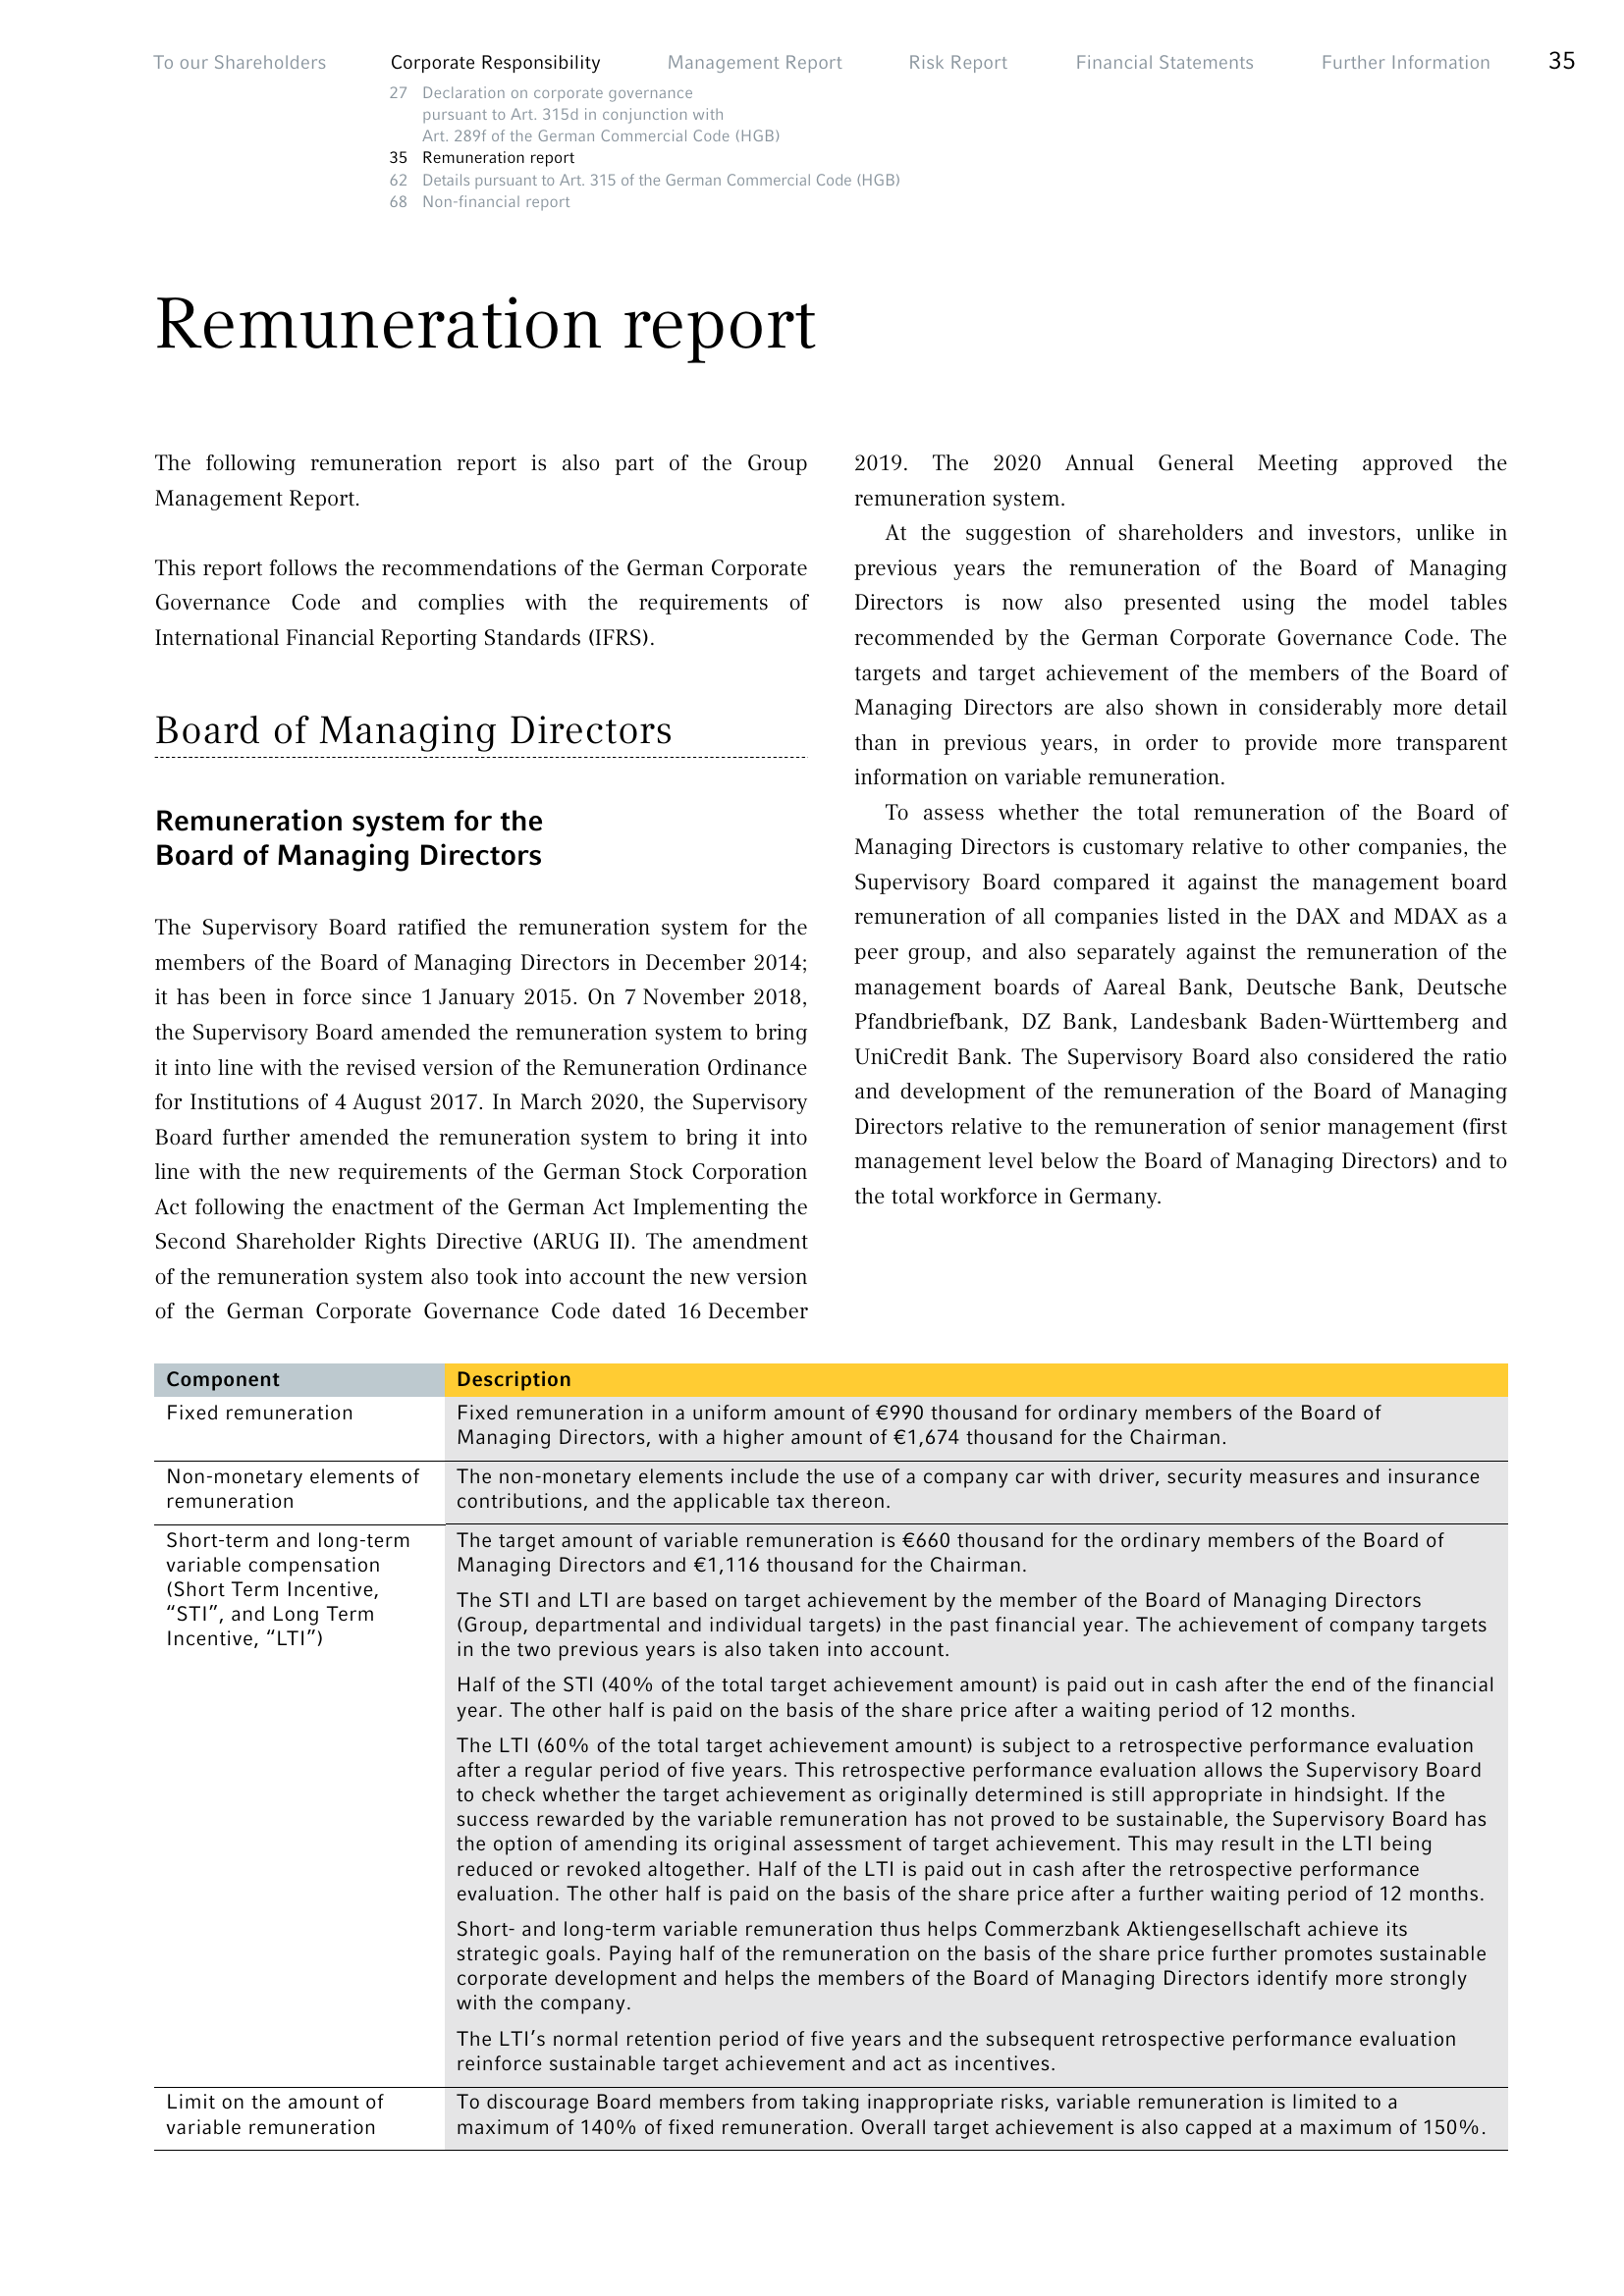 To our Shareholders Corporate Responsibility Management Report Risk Report Financial Statements Further Information 35
27 Declaration on corporate governance
pursuant to Art. 315d in conjunction with
Art. 289f of the German Commercial Code (HGB)
35 Remuneration report
62 Details pursuant to Art. 315 of the German Commercial Code (HGB)
68 Non-financial report
Remuneration report
The following remuneration report is also part of the Group
Management Report.
This report follows the recommendations of the German Corporate
Governance Code and complies with the requirements of
International Financial Reporting Standards (IFRS).
Board of Managing Directors
Remuneration system for the
Board of Managing Directors
The Supervisory Board ratified the remuneration system for the
members of the Board of Managing Directors in December 2014;
it has been in force since 1 January 2015. On 7 November 2018,
the Supervisory Board amended the remuneration system to bring
it into line with the revised version of the Remuneration Ordinance
for Institutions of 4 August 2017. In March 2020, the Supervisory
Board further amended the remuneration system to bring it into
line with the new requirements of the German Stock Corporation
Act following the enactment of the German Act Implementing the
Second Shareholder Rights Directive (ARUG II). The amendment
of the remuneration system also took into account the new version
of the German Corporate Governance Code dated 16 December
2019. The 2020 Annual General Meeting approved the
remuneration system.
At the suggestion of shareholders and investors, unlike in
previous years the remuneration of the Board of Managing
Directors is now also presented using the model tables
recommended by the German Corporate Governance Code. The
targets and target achievement of the members of the Board of
Managing Directors are also shown in considerably more detail
than in previous years, in order to provide more transparent
information on variable remuneration.
To assess whether the total remuneration of the Board of
Managing Directors is customary relative to other companies, the
Supervisory Board compared it against the management board
remuneration of all companies listed in the DAX and MDAX as a
peer group, and also separately against the remuneration of the
management boards of Aareal Bank, Deutsche Bank, Deutsche
Pfandbriefbank, DZ Bank, Landesbank Baden-Württemberg and
UniCredit Bank. The Supervisory Board also considered the ratio
and development of the remuneration of the Board of Managing
Directors relative to the remuneration of senior management (first
management level below the Board of Managing Directors) and to
the total workforce in Germany.
Component Description
Fixed remuneration
Fixed remuneration in a uniform amount of €990 thousand for ordinary members of the Board of
Managing Directors, with a higher amount of €1,674 thousand for the Chairman.
Non-monetary elements of
remuneration
The non-monetary elements include the use of a company car with driver, security measures and insurance
contributions, and the applicable tax thereon.
Short-term and long-term
variable compensation
(Short Term Incentive,
“STI”, and Long Term
Incentive, “LTI”)
The target amount of variable remuneration is €660 thousand for the ordinary members of the Board of
Managing Directors and €1,116 thousand for the Chairman.
The STI and LTI are based on target achievement by the member of the Board of Managing Directors
(Group, departmental and individual targets) in the past financial year. The achievement of company targets
in the two previous years is also taken into account.
Half of the STI (40% of the total target achievement amount) is paid out in cash after the end of the financial
year. The other half is paid on the basis of the share price after a waiting period of 12 months.
The LTI (60% of the total target achievement amount) is subject to a retrospective performance evaluation
after a regular period of five years. This retrospective performance evaluation allows the Supervisory Board
to check whether the target achievement as originally determined is still appropriate in hindsight. If the
success rewarded by the variable remuneration has not proved to be sustainable, the Supervisory Board has
the option of amending its original assessment of target achievement. This may result in the LTI being
reduced or revoked altogether. Half of the LTI is paid out in cash after the retrospective performance
evaluation. The other half is paid on the basis of the share price after a further waiting period of 12 months.
Short- and long-term variable remuneration thus helps Commerzbank Aktiengesellschaft achieve its
strategic goals. Paying half of the remuneration on the basis of the share price further promotes sustainable
corporate development and helps the members of the Board of Managing Directors identify more strongly
with the company.
The LTI’s normal retention period of five years and the subsequent retrospective performance evaluation
reinforce sustainable target achievement and act as incentives.
Limit on the amount of
variable remuneration
To discourage Board members from taking inappropriate risks, variable remuneration is limited to a
maximum of 140% of fixed remuneration. Overall target achievement is also capped at a maximum of 150%.